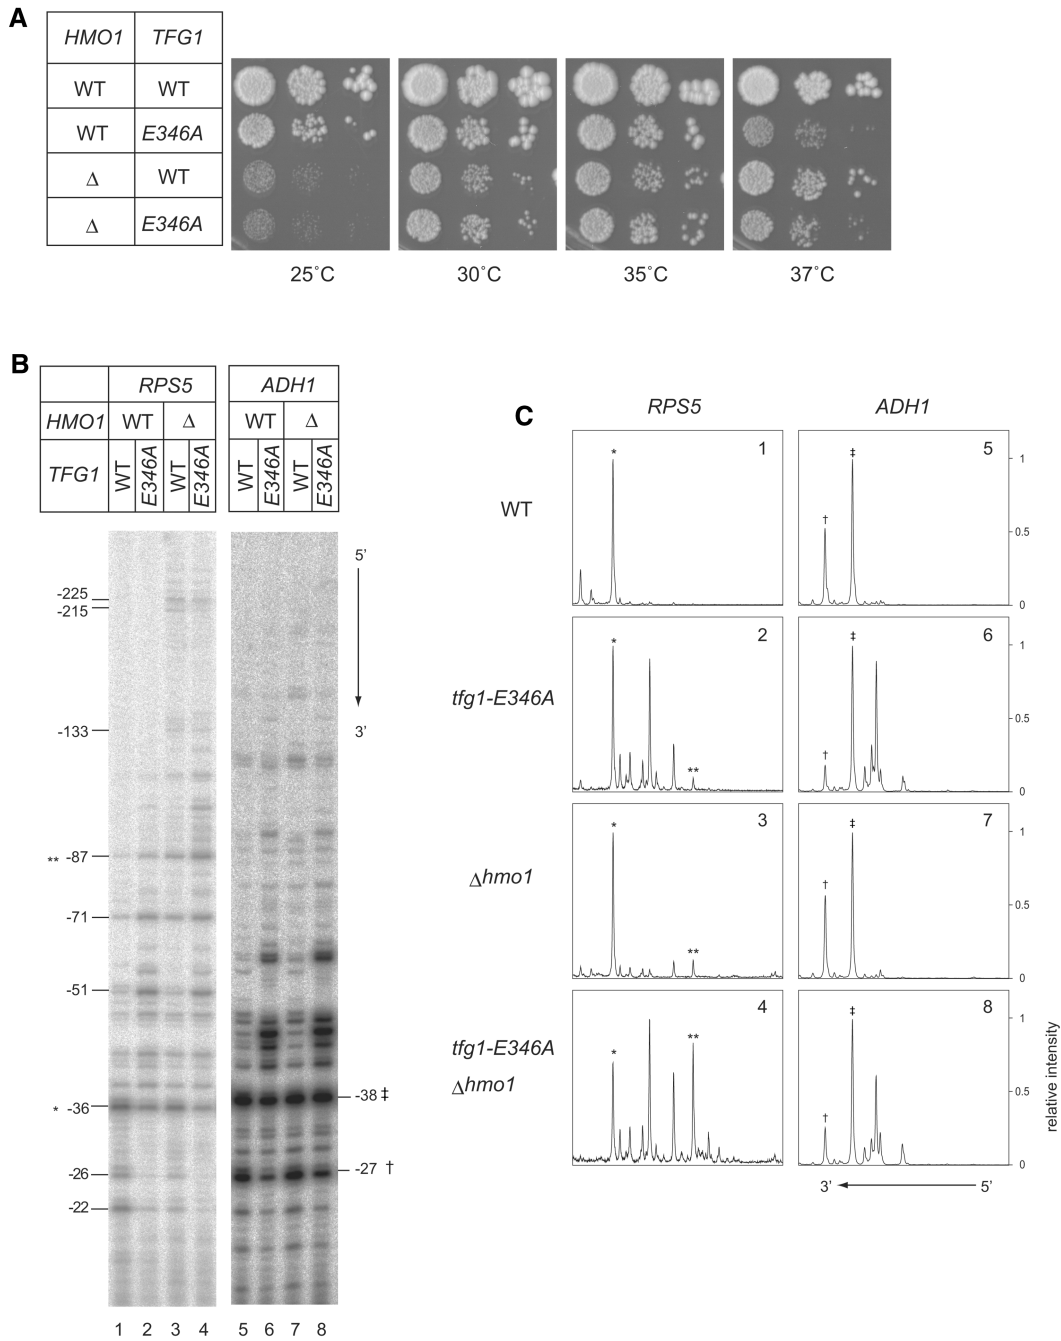 A
HMO1 TFG1
WT WT
WT E346A
Δ WT
Δ E346A
25˚C 30˚C 35˚C 37˚C
B
RPS5 ADH1
HMO1 WT Δ WT Δ
TFG1 WT E346A WT E346A WT E346A WT E346A
5’
-225
-215
3’
-133
** -87
-71
-51
-38 ‡
* -36
-27 †
-26
-22
1 2 3 4 5 6 7 8
C
RPS5 ADH1
WT
* 1
† ‡ 5
1
0.5
0
tfg1-E346A
* ** 2
† ‡ 6
1
0.5
0
Δhmo1
* ** 3
† ‡ 7
1
0.5
0
tfg1-E346A
Δhmo1
* ** 4
† ‡ 8
1
0.5
0
relative intensity
3’ 5’